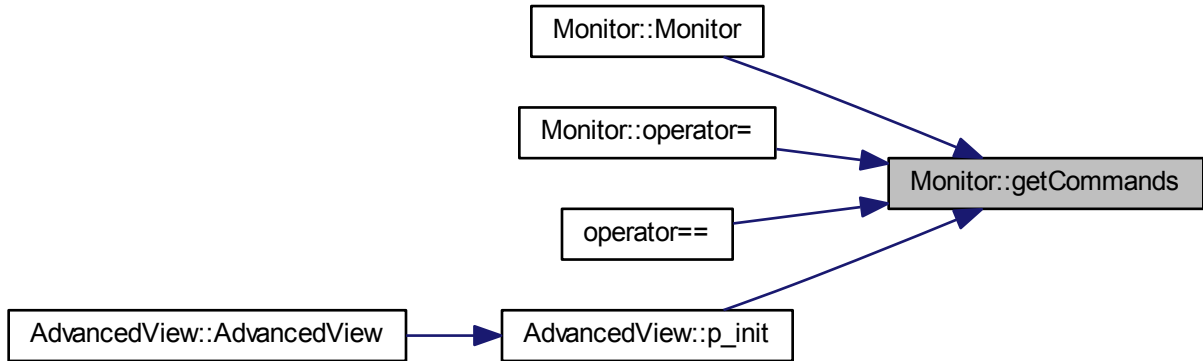 Monitor::Monitor
Monitor::operator=
Monitor::getCommands
operator==
AdvancedView::AdvancedView
AdvancedView::p_init